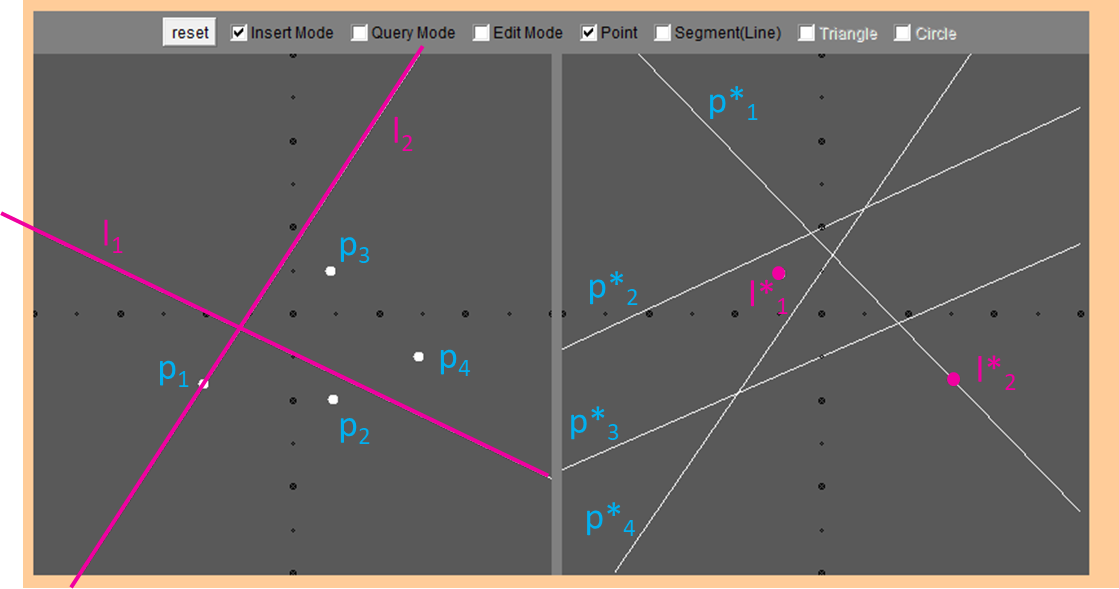 reset Insert Mode Query Mode Edit Mode Point Segment(Line) Triangle Circle
l₂
l₁
p₃
p₁
p₄
p₂
p*₁
p*₂
l*₁
l*₂
p*₃
p*₄